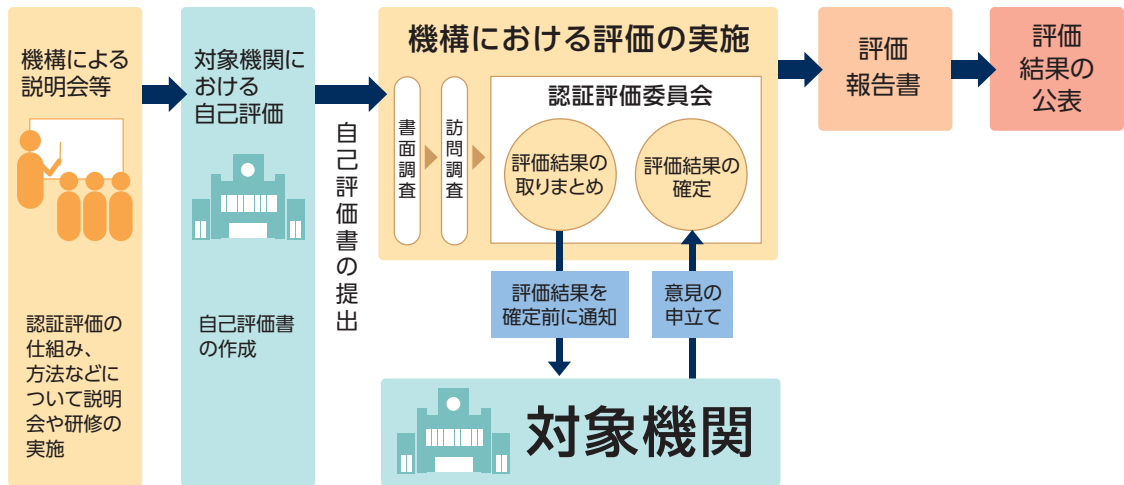 機構による
説明会等
認証評価の
仕組み、
方法などに
ついて説明
会や研修の
実施
対象機関に
おける
自己評価
自己評価書
の作成
自己評価書の提出
機構における評価の実施
書面調査
訪問調査
認証評価委員会
評価結果の
取りまとめ
評価結果の
確定
評価結果を
確定前に通知
意見の
申立て
対象機関
評価
報告書
評価
結果の
公表